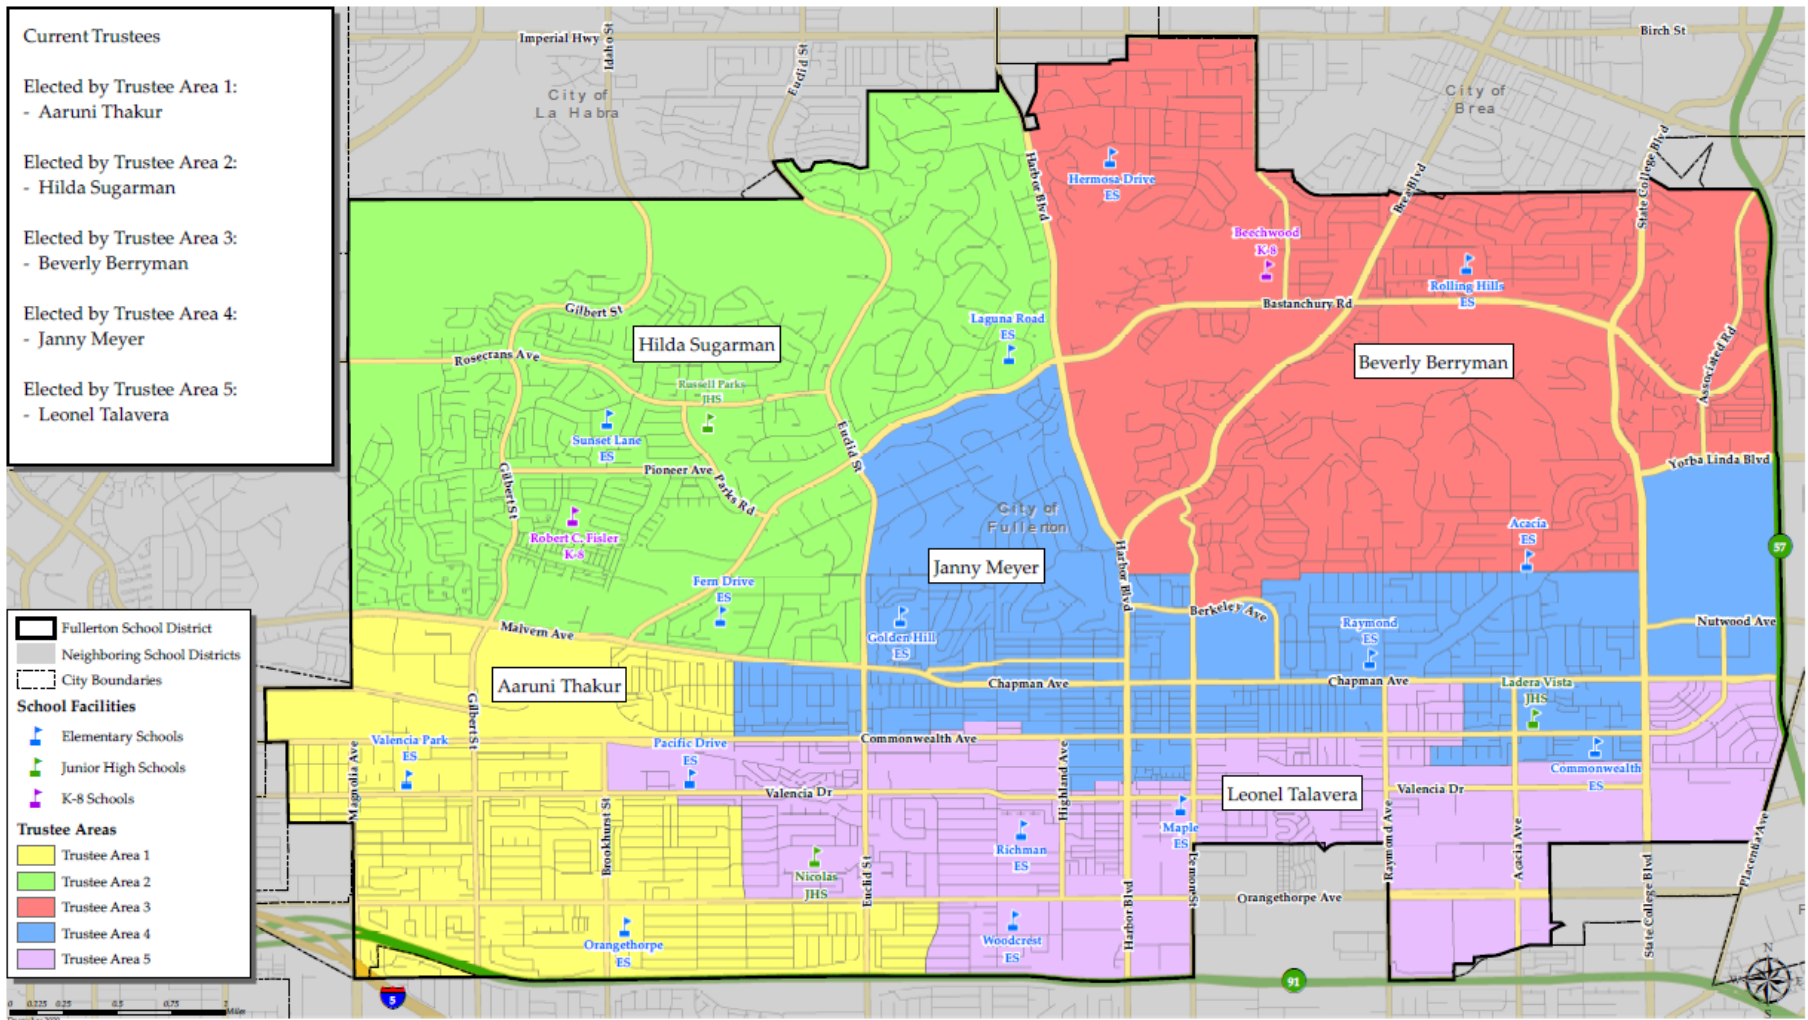 Current Trustees
Elected by Trustee Area 1:
- Aaruni Thakur
Elected by Trustee Area 2:
- Hilda Sugarman
Elected by Trustee Area 3:
- Beverly Berryman
Elected by Trustee Area 4:
- Janny Meyer
Elected by Trustee Area 5:
- Leonel Talavera
Imperial Hwy
Idaho St
Euclid St
Birch St
City of
La Habra
City of
Brea
Harbor Blvd
Hermosa Drive
ES
Brea Blvd
State College Blvd
Beechwood
K-8
Rolling Hills
ES
Gilbert St
Bastanchury Rd
Laguna Road
ES
Hilda Sugarman
Rosecrans Ave
Beverly Berryman
Associated Rd
Russell Parks
JHS
Sunset Lane
ES
Euclid St
Pioneer Ave
Parks Rd
Gilbert St
Yorba Linda Blvd
City of
Fullerton
Robert C. Fisler
K-8
Acacia
ES
57
Janny Meyer
Harbor Blvd
Fern Drive
ES
Berkeley Ave
Malvern Ave
Golden Hill
ES
Raymond
ES
Nutwood Ave
Aaruni Thakur
Chapman Ave
Chapman Ave
Ladera Vista
JHS
Gilbert St
Valencia Park
ES
Pacific Drive
ES
Commonwealth Ave
Magnolia Ave
Highland Ave
Commonwealth
ES
Valencia Dr
Leonel Talavera
Valencia Dr
Brookhurst St
Maple
ES
Richman
ES
Raymond Ave
Acacia Ave
Placentia Ave
Nicolas
JHS
Euclid St
Lemon St
Orangethorpe Ave
Harbor Blvd
State College Blvd
Orangethorpe
ES
Woodcrest
ES
91
5
N
E
S
W
Fullerton School District
Neighboring School Districts
City Boundaries
School Facilities
Elementary Schools
Junior High Schools
K-8 Schools
Trustee Areas
Trustee Area 1
Trustee Area 2
Trustee Area 3
Trustee Area 4
Trustee Area 5
0 0.125 0.25 0.5 0.75 1
Miles